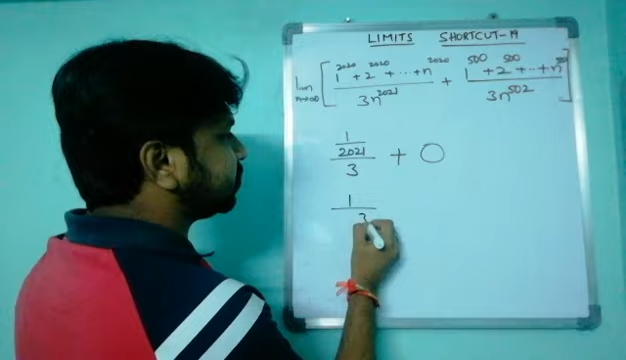 LIMITS SHORTCUT-19
lim n→∞ [ (1^2020 + 2^2020 + ... + n^2020) / 3n^2021 + (1^500 + 2^500 + ... + n^500) / 3n^502 ]
(1/2021) / 3 + 0
1 / 3